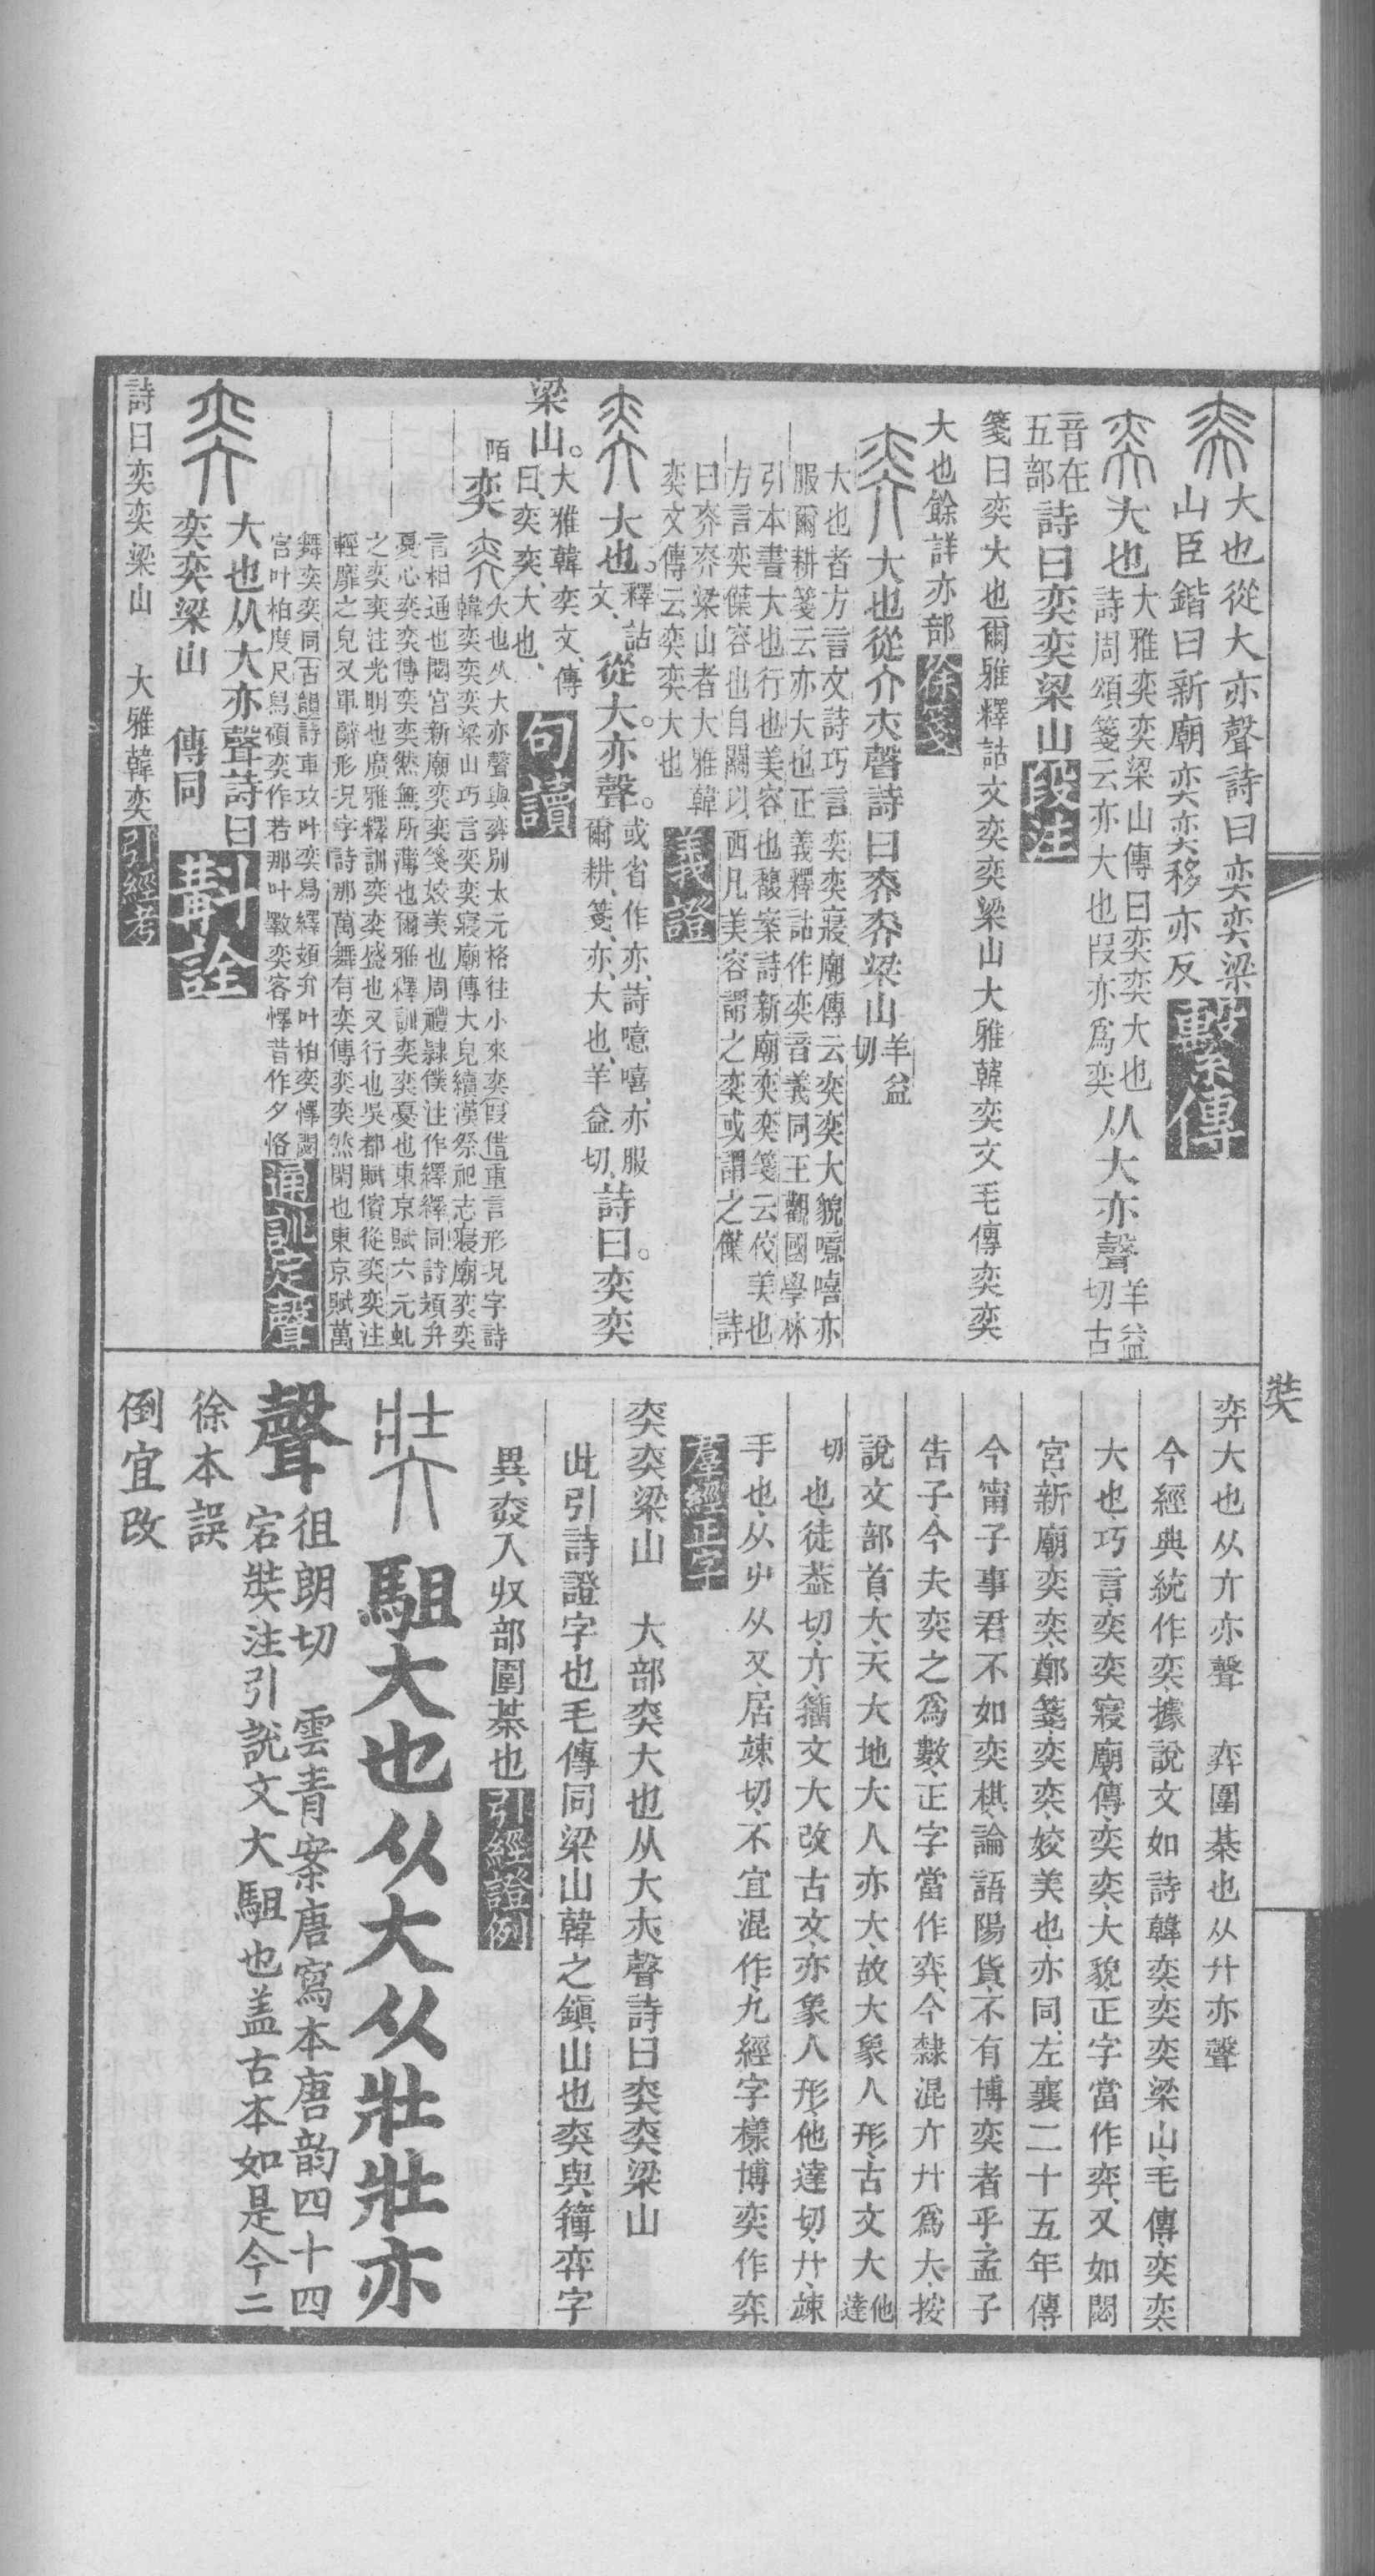 大也從大亦聲詩曰奕奕梁
山臣鍇曰新廟奕奕移亦反 繫傳
大也大雅奕奕梁山傳曰奕奕大也
詩周頌箋云亦大也叚亦爲奕
从大亦聲羊益切古
音在五部
詩曰奕奕梁山 段注
箋曰奕大也爾雅釋詁文奕奕梁山大雅韓奕文毛傳奕奕
大也餘詳亦部 徐箋
大也從介亣聲詩曰奔奔梁山羊益切
大也者方言文詩巧言奕奕寢廟傳云奕奕大貌噫嘻亦
服爾耕箋云亦大也正義釋詁作奕音義同王觀國學林
引本書大也行也美容也馥案詩新廟奕奕箋云佼美也
方言奕僷容也自關以西凡美容謂之奕或謂之僷 詩
曰奔奔梁山者大雅韓
奕文傳云奕奕大也 義證
大也。釋詁文、從大。亦聲。或省作亦、詩噫嘻、亦服
爾耕、箋、亦、大也、羊益切、詩曰。奕奕
梁山。大雅韓奕文、傳
曰、奕奕、大也、 句讀
陌 奕 大也从大亦聲與弈別太元格往小來奕叚借重言形況字詩
韓奕奕奕梁山巧言奕奕寢廟傳大皃續漢祭祀志寢廟奕奕
言相通也閟宮新廟奕奕箋姣美也周禮隸僕注作繹繹同詩頍弁
憂心奕奕傳奕奕然無所薄也爾雅釋訓奕奕憂也東京賦六元虬
之奕奕注光明也廣雅釋訓奕奕盛也又行也吳都賦儐從奕奕注
輕靡之皃又單辭形況字詩那萬舞有奕傳奕奕然閑也東京賦萬
舞奕奕同古韻詩車攻叶奕舄繹頍弁叶柏奕懌閟
宮叶柏度尺舄碩奕作若那叶斁奕客懌昔作夕恪 通訓定聲
大也从大亦聲詩曰
奕奕梁山 傳同 斠詮
詩曰奕奕梁山 大雅韓奕 引經考
奕
弈大也从亣亦聲 弈圍棊也从廾亦聲
今經典統作奕、據說文如詩韓奕、奕奕梁山、毛傳、奕奕、
大也、巧言、奕奕寢廟、傳、奕奕、大貌、正字當作弈、又如閟
宮、新廟奕奕、鄭箋、奕奕、姣美也、亦同、左襄二十五年傳、
今甯子事君不如奕棋、論語陽貨、不有博奕者乎、孟子
告子、今夫奕之爲數、正字當作弈、今隸混亣廾爲大、按
說文部首、大、天大地大人亦大、故大象人形、古文大他達
切也、徒葢切、亣、籀文大改古文、亦象人形、他達切、廾、竦
手也、从屮从又、居竦切、不宜混作、九經字樣、博奕作弈
羣經正字
奕奕梁山 大部奕大也从大亣聲詩曰奕奕梁山
此引詩證字也毛傳同梁山韓之鎮山也奕與簙弈字
異弈入収部圍棊也 引經證例
奘 駔大也从大从壯壯亦
聲徂朗切 雲青案唐寫本唐韵四十四
宕奘注引說文大駔也盖古本如是今二
徐本誤
倒宜改